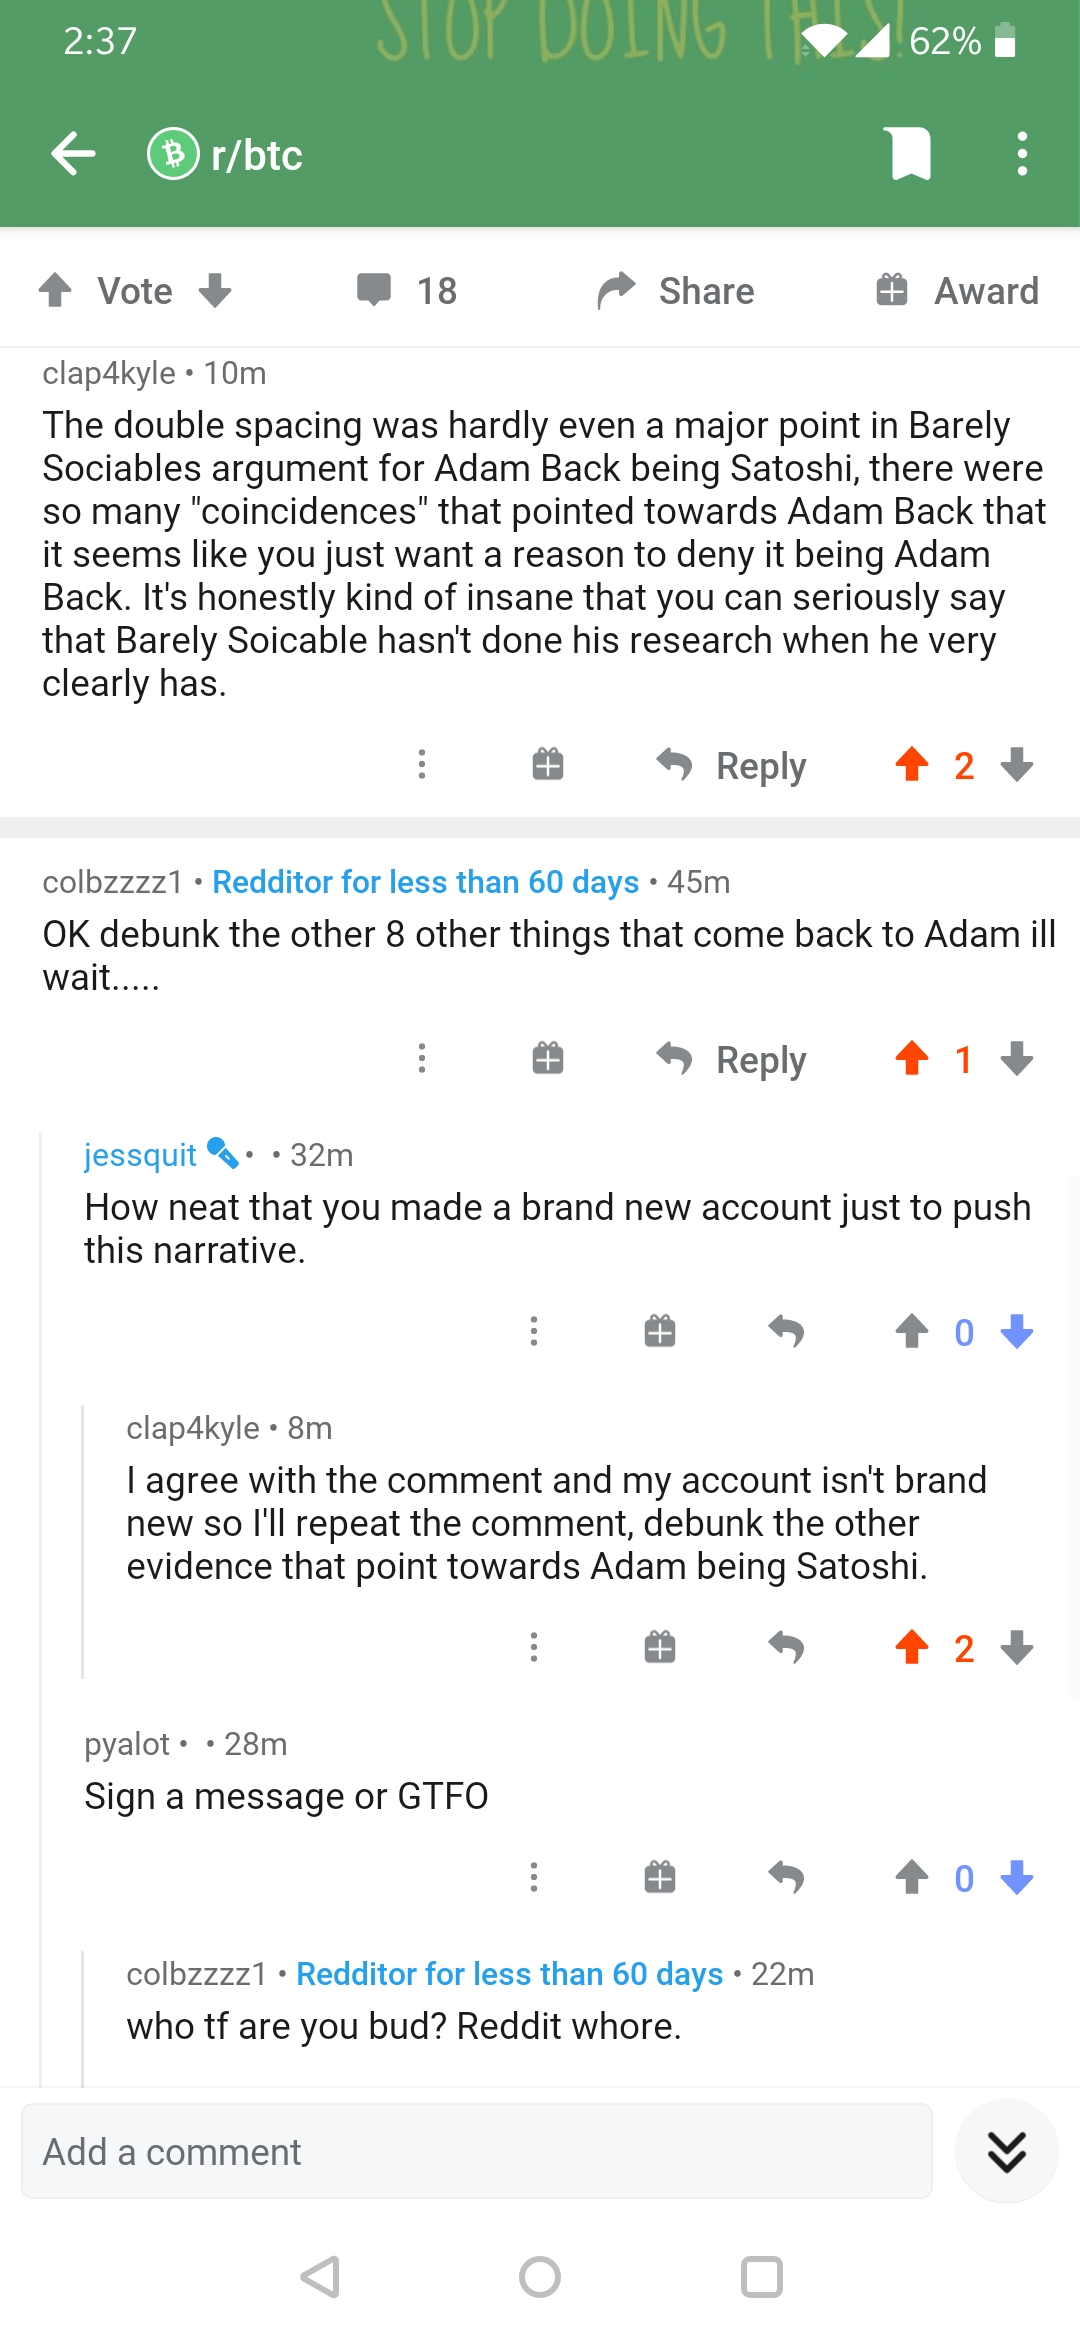 STOP DOING THIS!
2:37
62%
r/btc
Vote
18
Share
Award
clap4kyle • 10m
The double spacing was hardly even a major point in Barely
Sociables argument for Adam Back being Satoshi, there were
so many "coincidences" that pointed towards Adam Back that
it seems like you just want a reason to deny it being Adam
Back. It's honestly kind of insane that you can seriously say
that Barely Soicable hasn't done his research when he very
clearly has.
Reply
2
colbzzzz1 • Redditor for less than 60 days • 45m
OK debunk the other 8 other things that come back to Adam ill
wait.....
Reply
1
jessquit • • 32m
How neat that you made a brand new account just to push
this narrative.
0
clap4kyle • 8m
I agree with the comment and my account isn't brand
new so I'll repeat the comment, debunk the other
evidence that point towards Adam being Satoshi.
2
pyalot • • 28m
Sign a message or GTFO
0
colbzzzz1 • Redditor for less than 60 days • 22m
who tf are you bud? Reddit whore.
Add a comment